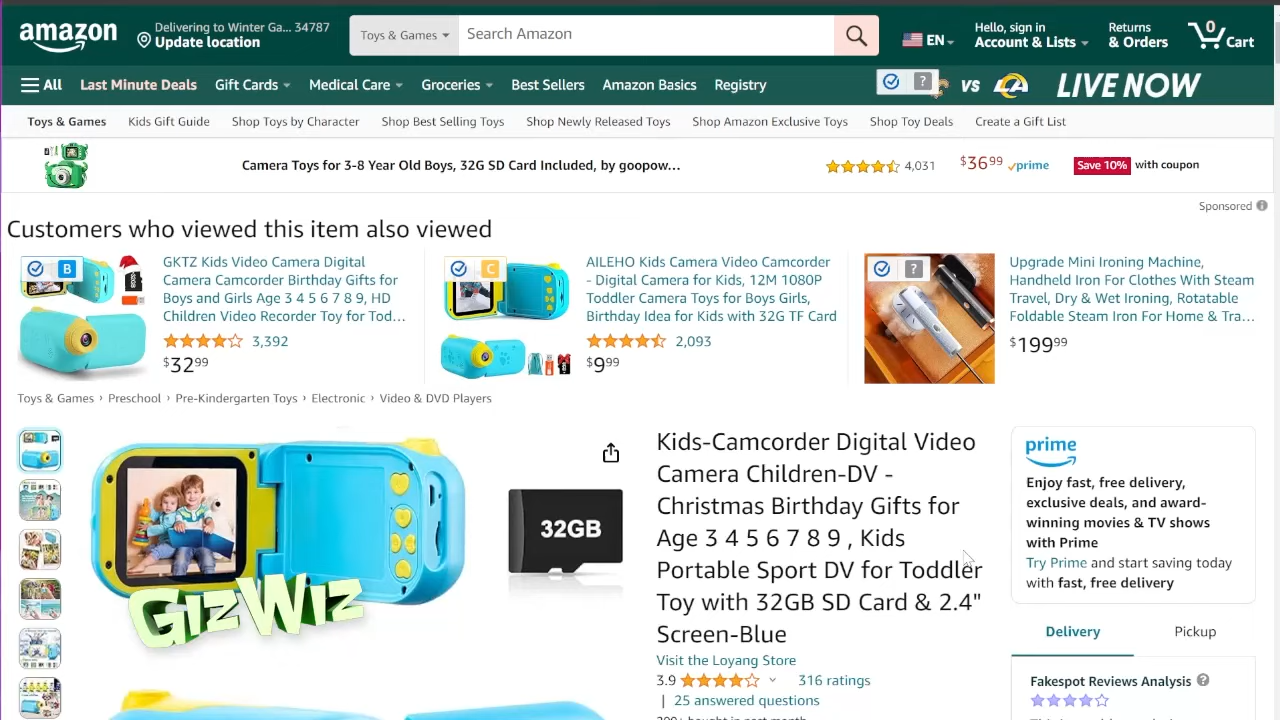 amazon
Delivering to Winter Ga... 34787
Update location
Toys & Games
Search Amazon
EN
Hello, sign in
Account & Lists
Returns
& Orders
0
Cart
All
Last Minute Deals
Gift Cards
Medical Care
Groceries
Best Sellers
Amazon Basics
Registry
?
VS
LA
LIVE NOW
Toys & Games
Kids Gift Guide
Shop Toys by Character
Shop Best Selling Toys
Shop Newly Released Toys
Shop Amazon Exclusive Toys
Shop Toy Deals
Create a Gift List
Camera Toys for 3-8 Year Old Boys, 32G SD Card Included, by goopow...
4,031
$3699
prime
Save 10% with coupon
Sponsored
Customers who viewed this item also viewed
B
GKTZ Kids Video Camera Digital
Camera Camcorder Birthday Gifts for
Boys and Girls Age 3 4 5 6 7 8 9, HD
Children Video Recorder Toy for Tod...
3,392
$3299
C
AILEHO Kids Camera Video Camcorder
- Digital Camera for Kids, 12M 1080P
Toddler Camera Toys for Boys Girls,
Birthday Idea for Kids with 32G TF Card
2,093
$999
?
Upgrade Mini Ironing Machine,
Handheld Iron For Clothes With Steam
Travel, Dry & Wet Ironing, Rotatable
Foldable Steam Iron For Home & Tra...
$19999
Toys & Games › Preschool › Pre-Kindergarten Toys › Electronic › Video & DVD Players
32GB
GIZWIZ
Kids-Camcorder Digital Video
Camera Children-DV -
Christmas Birthday Gifts for
Age 3 4 5 6 7 8 9 , Kids
Portable Sport DV for Toddler
Toy with 32GB SD Card & 2.4"
Screen-Blue
Visit the Loyang Store
3.9
316 ratings
| 25 answered questions
200+ bought in past month
prime
Enjoy fast, free delivery,
exclusive deals, and award-
winning movies & TV shows
with Prime
Try Prime and start saving today
with fast, free delivery
Delivery
Pickup
Fakespot Reviews Analysis